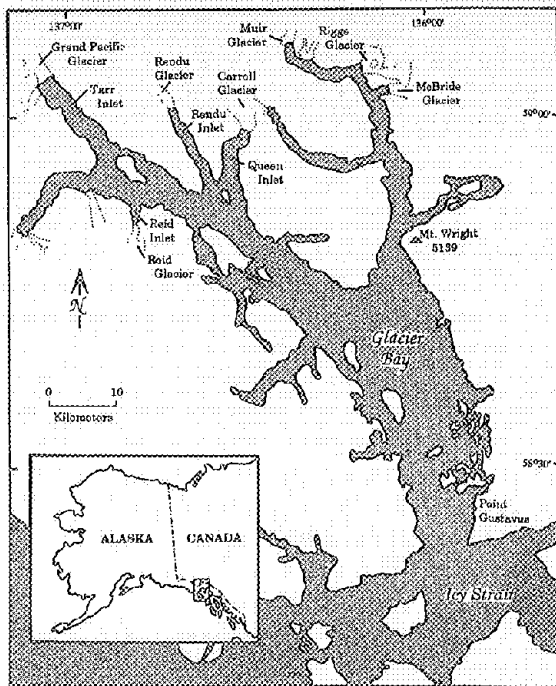 137°00'
136°00'
Grand Pacific
Glacier
Tarr
Inlet
Rendu
Glacier
Carroll
Glacier
Muir
Glacier
Riggs
Glacier
McBride
Glacier
59°00'
Rendu
Inlet
Queen
Inlet
Reid
Inlet
Reid
Glacier
Mt. Wright
5139
N
Glacier
Bay
0 10
Kilometers
58°30'
Point
Gustavus
ALASKA
CANADA
Icy Strait